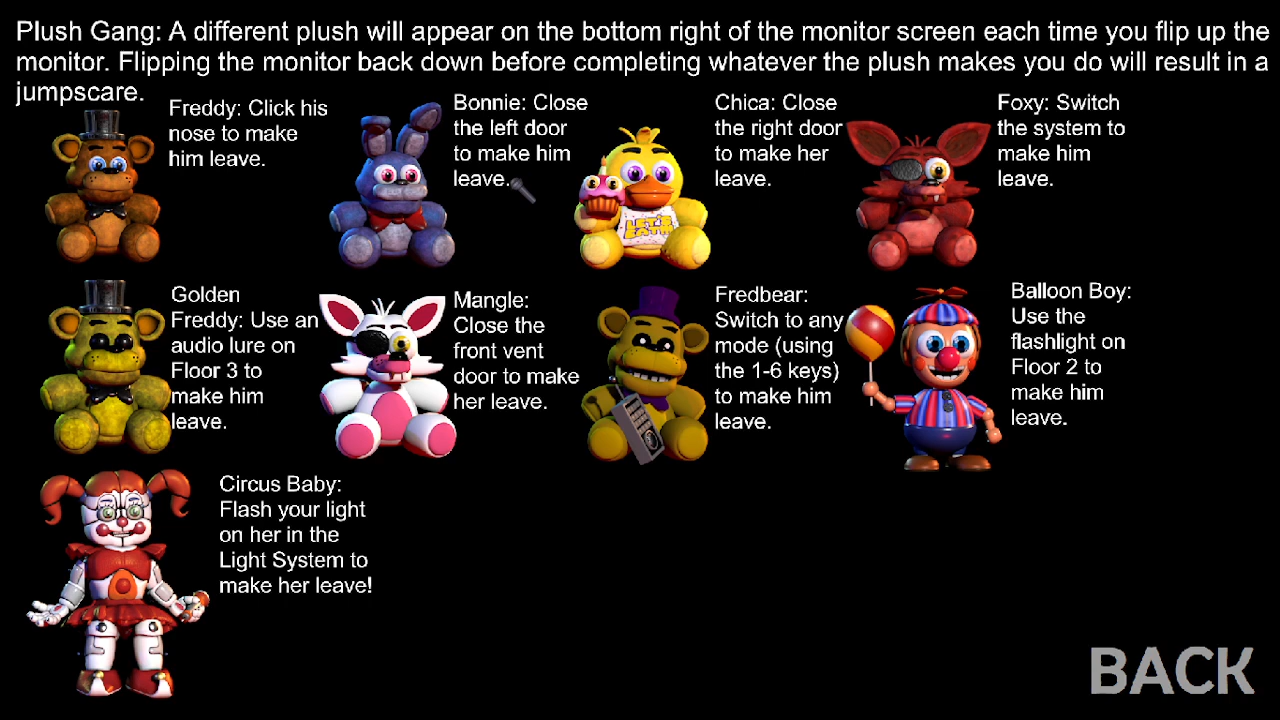 Plush Gang: A different plush will appear on the bottom right of the monitor screen each time you flip up the
monitor. Flipping the monitor back down before completing whatever the plush makes you do will result in a
jumpscare.
Freddy: Click his
nose to make
him leave.
Bonnie: Close
the left door
to make him
leave.
Chica: Close
the right door
to make her
leave.
Foxy: Switch
the system to
make him
leave.
Golden
Freddy: Use an
audio lure on
Floor 3 to
make him
leave.
Mangle:
Close the
front vent
door to make
her leave.
Fredbear:
Switch to any
mode (using
the 1-6 keys)
to make him
leave.
Balloon Boy:
Use the
flashlight on
Floor 2 to
make him
leave.
Circus Baby:
Flash your light
on her in the
Light System to
make her leave!
LET'S
EAT!!!
BACK